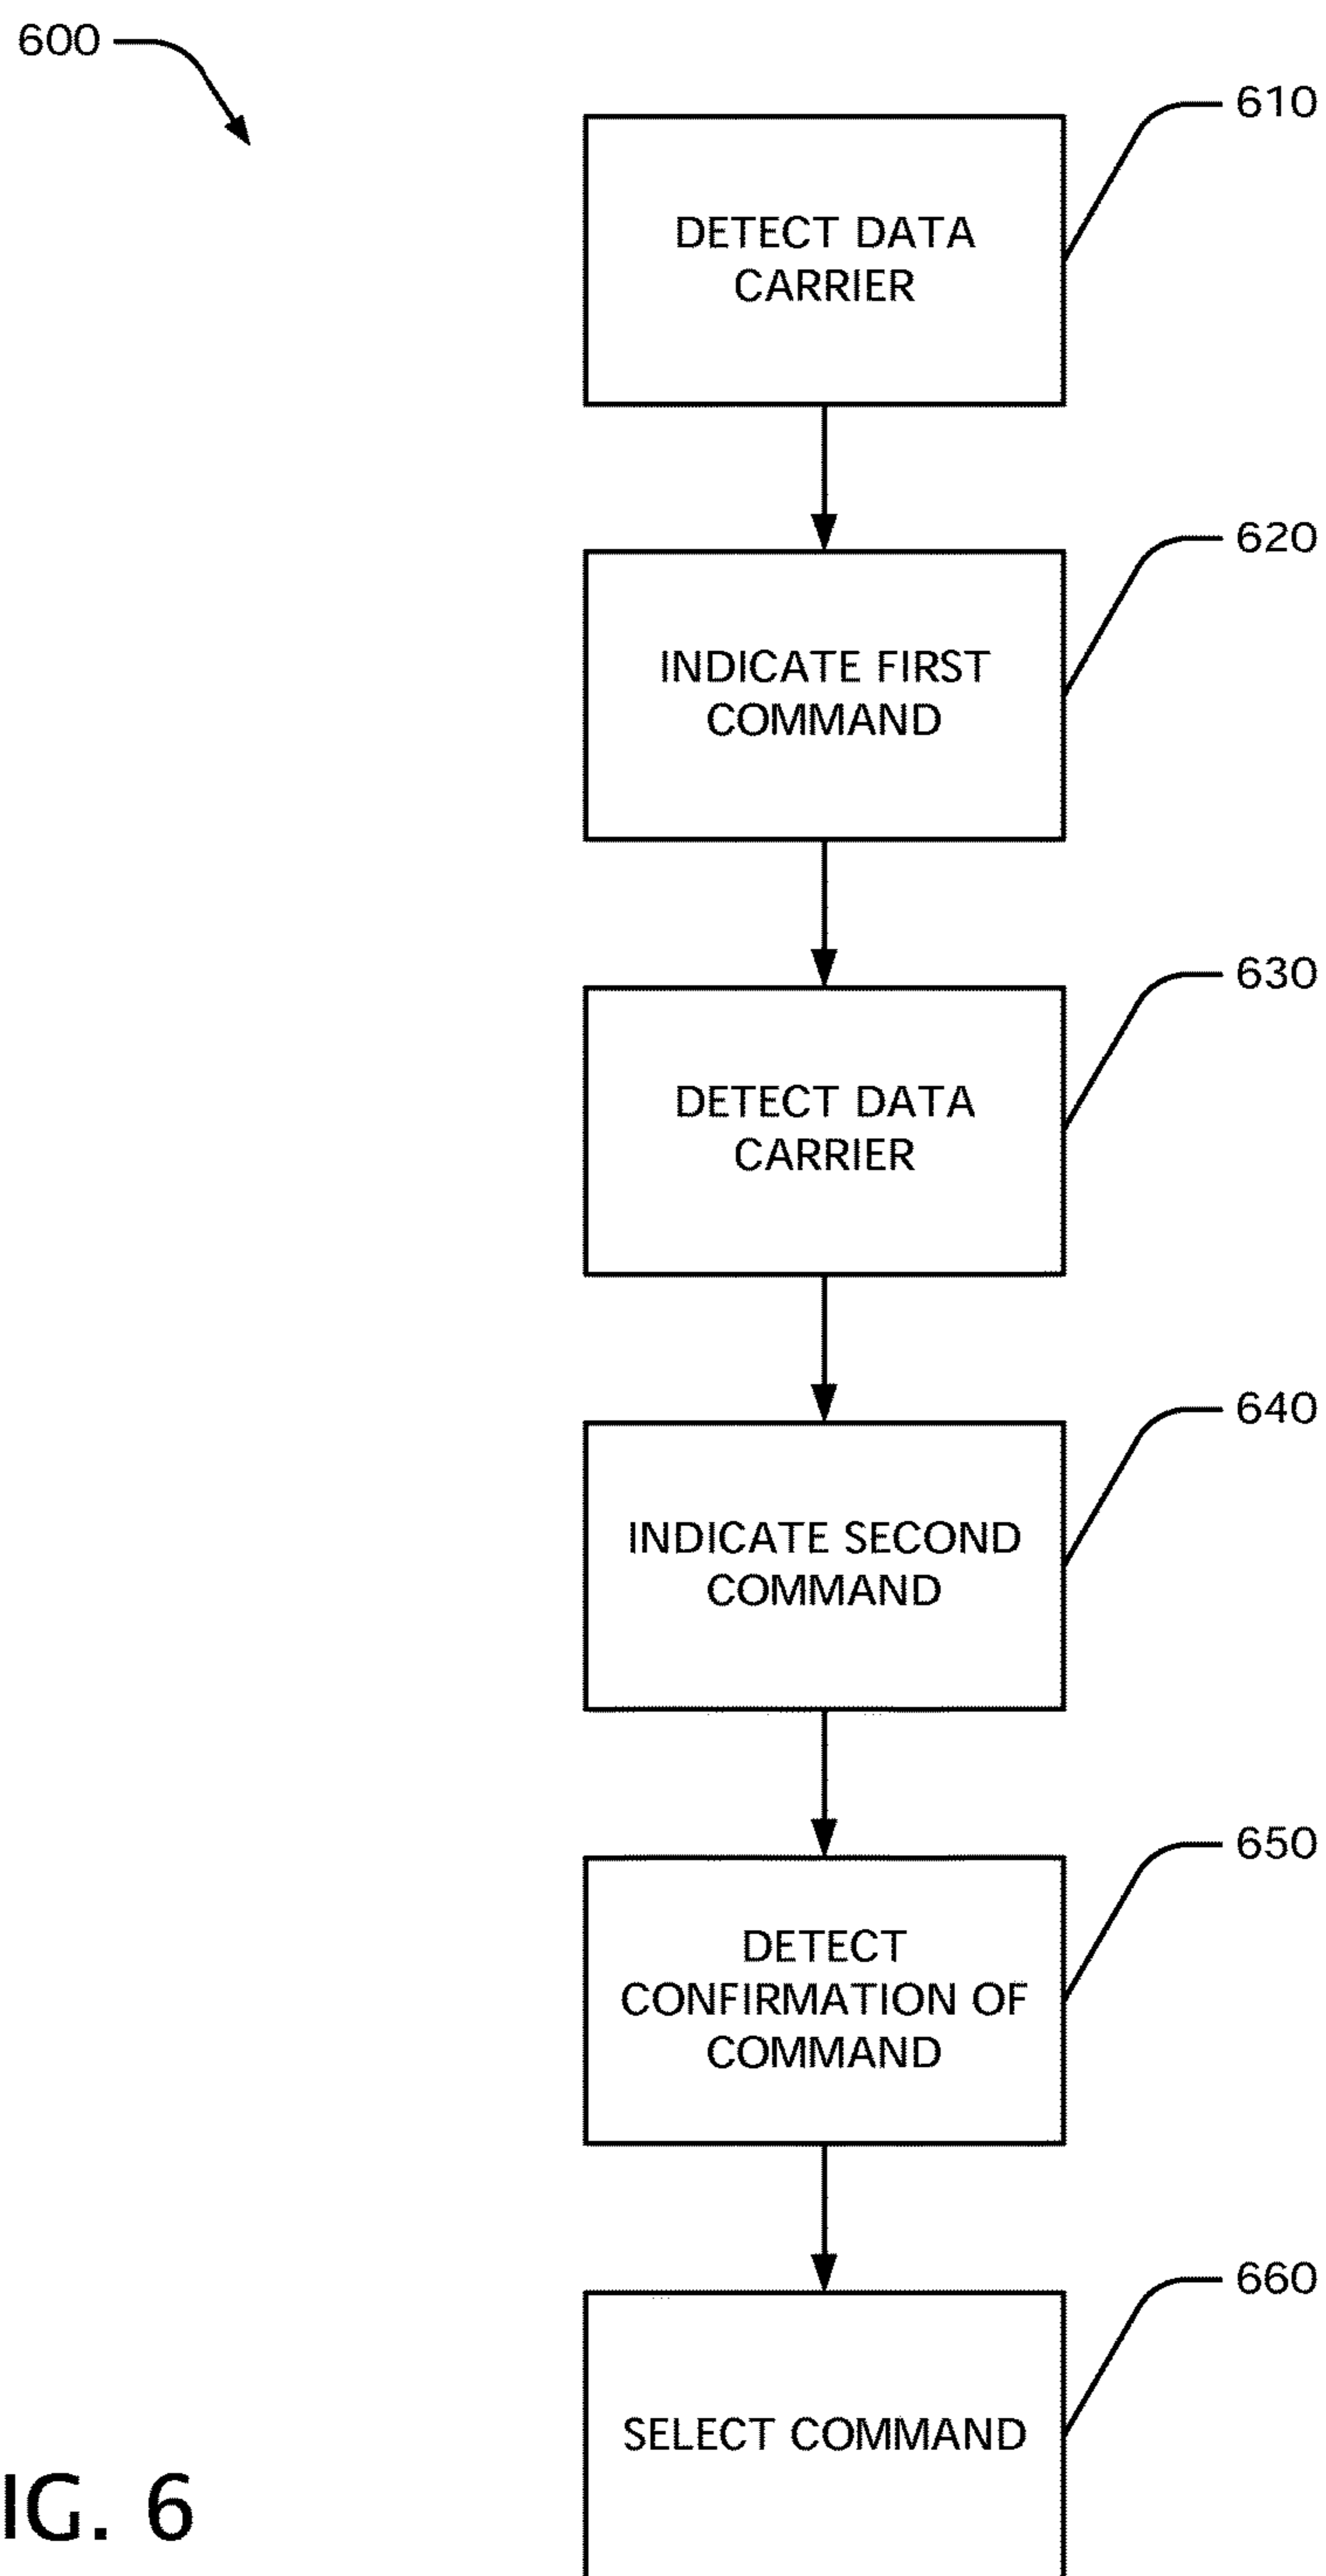 600
610
DETECT DATA
CARRIER
620
INDICATE FIRST
COMMAND
630
DETECT DATA
CARRIER
640
INDICATE SECOND
COMMAND
650
DETECT
CONFIRMATION OF
COMMAND
660
SELECT COMMAND
IG. 6